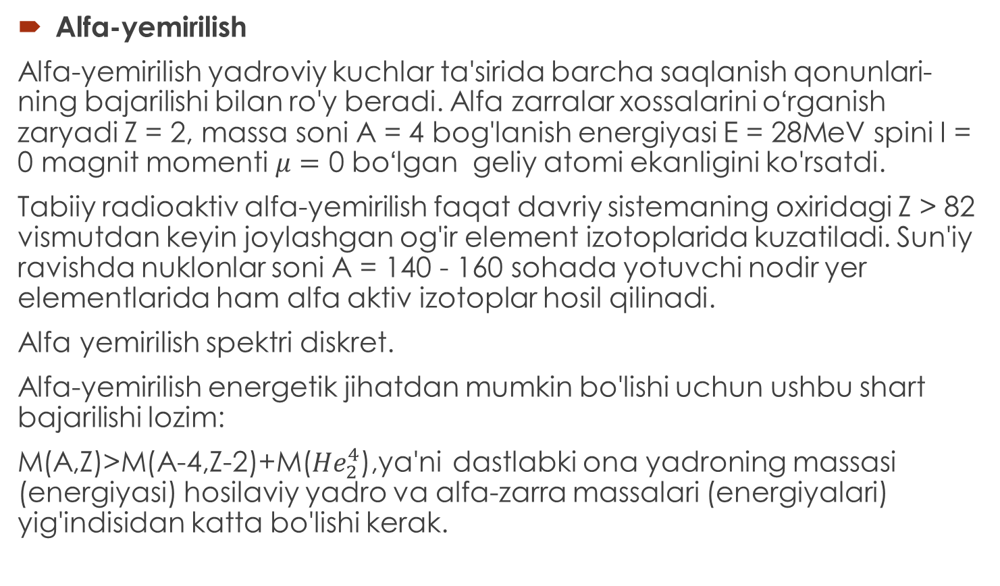 Alfa-yemirilish
Alfa-yemirilish yadroviy kuchlar ta'sirida barcha saqlanish qonunlari-
ning bajarilishi bilan ro'y beradi. Alfa zarralar xossalarini o‘rganish
zaryadi Z = 2, massa soni A = 4 bog'lanish energiyasi E = 28MeV spini I =
0 magnit momenti μ = 0 bo‘lgan geliy atomi ekanligini ko'rsatdi.
Tabiiy radioaktiv alfa-yemirilish faqat davriy sistemaning oxiridagi Z > 82
vismutdan keyin joylashgan og'ir element izotoplarida kuzatiladi. Sun'iy
ravishda nuklonlar soni A = 140 - 160 sohada yotuvchi nodir yer
elementlarida ham alfa aktiv izotoplar hosil qilinadi.
Alfa yemirilish spektri diskret.
Alfa-yemirilish energetik jihatdan mumkin bo'lishi uchun ushbu shart
bajarilishi lozim:
M(A,Z)>M(A-4,Z-2)+M(He₂⁴),ya'ni dastlabki ona yadroning massasi
(energiyasi) hosilaviy yadro va alfa-zarra massalari (energiyalari)
yig'indisidan katta bo'lishi kerak.